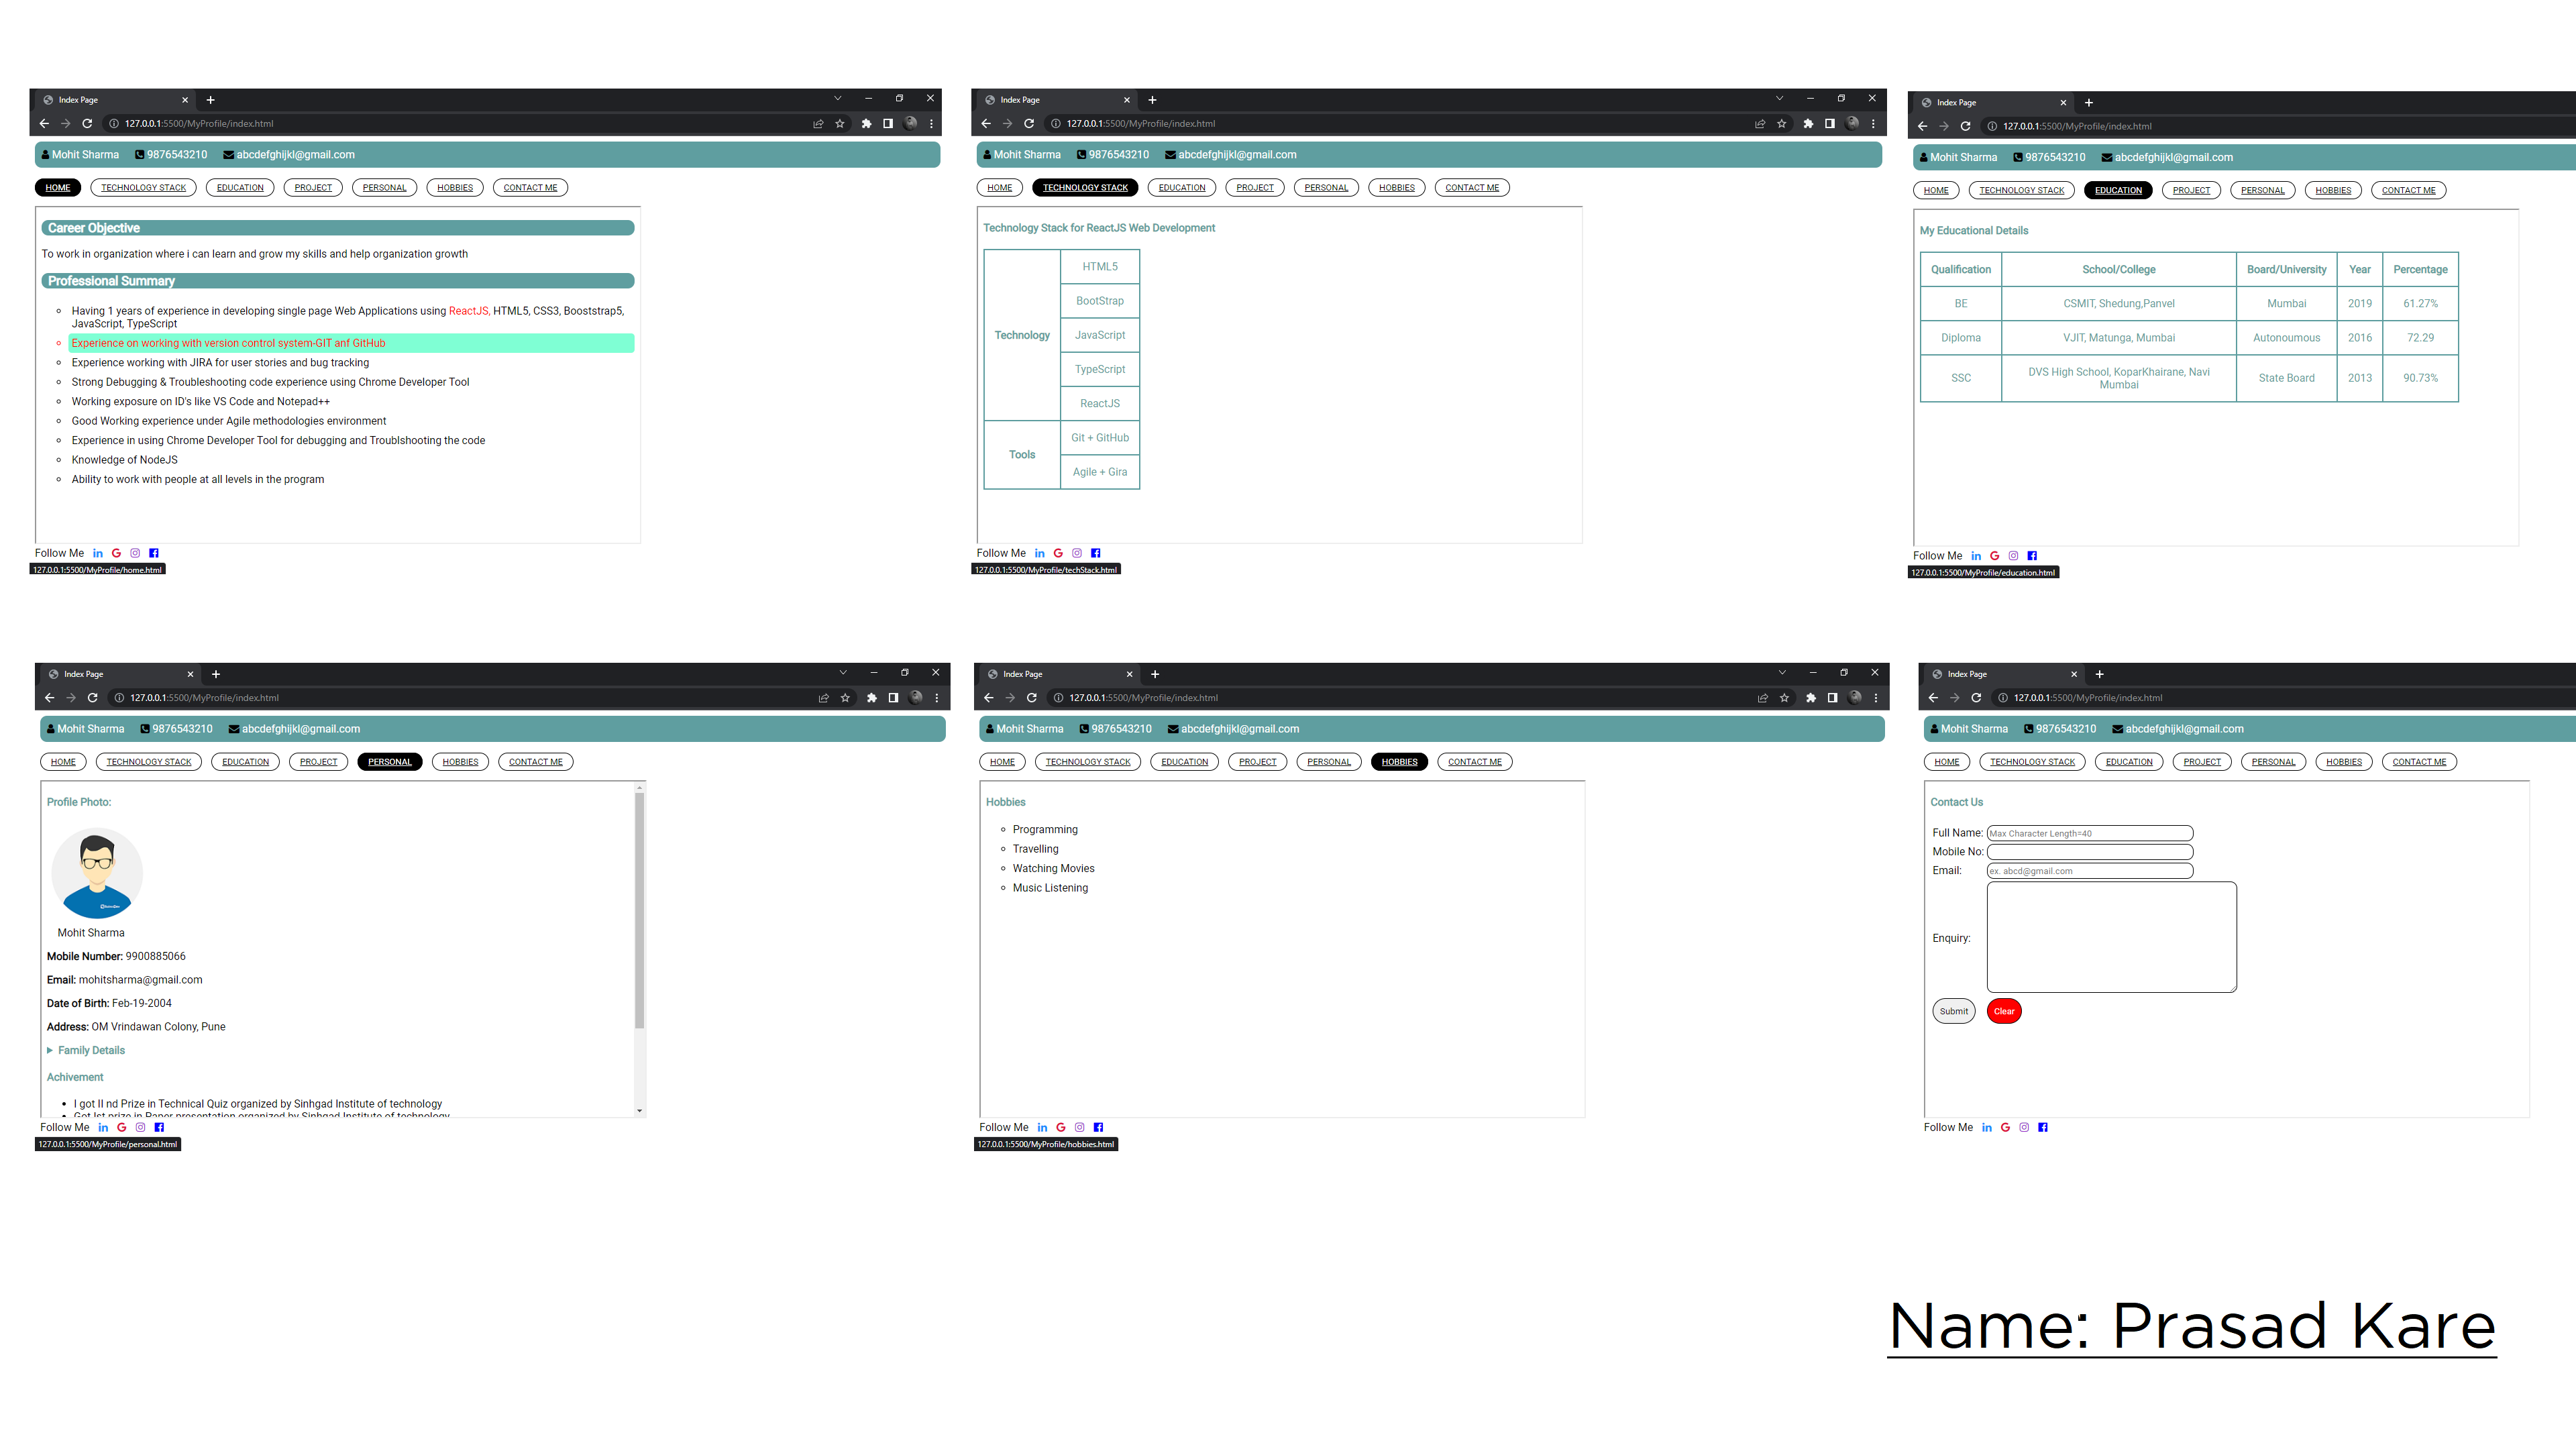 Index Page
127.0.0.1:5500/MyProfile/index.html
Mohit Sharma 9876543210 abcdefghijkl@gmail.com
HOME TECHNOLOGY STACK EDUCATION PROJECT PERSONAL HOBBIES CONTACT ME
Career Objective
To work in organization where i can learn and grow my skills and help organization growth
Professional Summary
Having 1 years of experience in developing single page Web Applications using ReactJS, HTML5, CSS3, Booststrap5,
JavaScript, TypeScript
Experience on working with version control system-GIT anf GitHub
Experience working with JIRA for user stories and bug tracking
Strong Debugging & Troubleshooting code experience using Chrome Developer Tool
Working exposure on ID's like VS Code and Notepad++
Good Working experience under Agile methodologies environment
Experience in using Chrome Developer Tool for debugging and Troublshooting the code
Knowledge of NodeJS
Ability to work with people at all levels in the program
Follow Me
127.0.0.1:5500/MyProfile/home.html
Index Page
127.0.0.1:5500/MyProfile/index.html
Mohit Sharma 9876543210 abcdefghijkl@gmail.com
HOME TECHNOLOGY STACK EDUCATION PROJECT PERSONAL HOBBIES CONTACT ME
Technology Stack for ReactJS Web Development
Technology
HTML5
BootStrap
JavaScript
TypeScript
ReactJS
Tools
Git + GitHub
Agile + Gira
Follow Me
127.0.0.1:5500/MyProfile/techStack.html
Index Page
127.0.0.1:5500/MyProfile/index.html
Mohit Sharma 9876543210 abcdefghijkl@gmail.com
HOME TECHNOLOGY STACK EDUCATION PROJECT PERSONAL HOBBIES CONTACT ME
My Educational Details
Qualification School/College Board/University Year Percentage
BE CSMIT, Shedung,Panvel Mumbai 2019 61.27%
Diploma VJIT, Matunga, Mumbai Autonoumous 2016 72.29
SSC DVS High School, KoparKhairane, Navi Mumbai State Board 2013 90.73%
Follow Me
127.0.0.1:5500/MyProfile/education.html
Index Page
127.0.0.1:5500/MyProfile/index.html
Mohit Sharma 9876543210 abcdefghijkl@gmail.com
HOME TECHNOLOGY STACK EDUCATION PROJECT PERSONAL HOBBIES CONTACT ME
Profile Photo:
Mohit Sharma
Mobile Number: 9900885066
Email: mohitsharma@gmail.com
Date of Birth: Feb-19-2004
Address: OM Vrindawan Colony, Pune
Family Details
Achivement
I got II nd Prize in Technical Quiz organized by Sinhgad Institute of technology
Got Ist prize in Paper presentation organized by Sinhgad Institute of technology
Follow Me
127.0.0.1:5500/MyProfile/personal.html
Index Page
127.0.0.1:5500/MyProfile/index.html
Mohit Sharma 9876543210 abcdefghijkl@gmail.com
HOME TECHNOLOGY STACK EDUCATION PROJECT PERSONAL HOBBIES CONTACT ME
Hobbies
Programming
Travelling
Watching Movies
Music Listening
Follow Me
127.0.0.1:5500/MyProfile/hobbies.html
Index Page
127.0.0.1:5500/MyProfile/index.html
Mohit Sharma 9876543210 abcdefghijkl@gmail.com
HOME TECHNOLOGY STACK EDUCATION PROJECT PERSONAL HOBBIES CONTACT ME
Contact Us
Full Name: Max Character Length=40
Mobile No:
Email: ex. abcd@gmail.com
Enquiry:
Submit Clear
Follow Me
Name: Prasad Kare